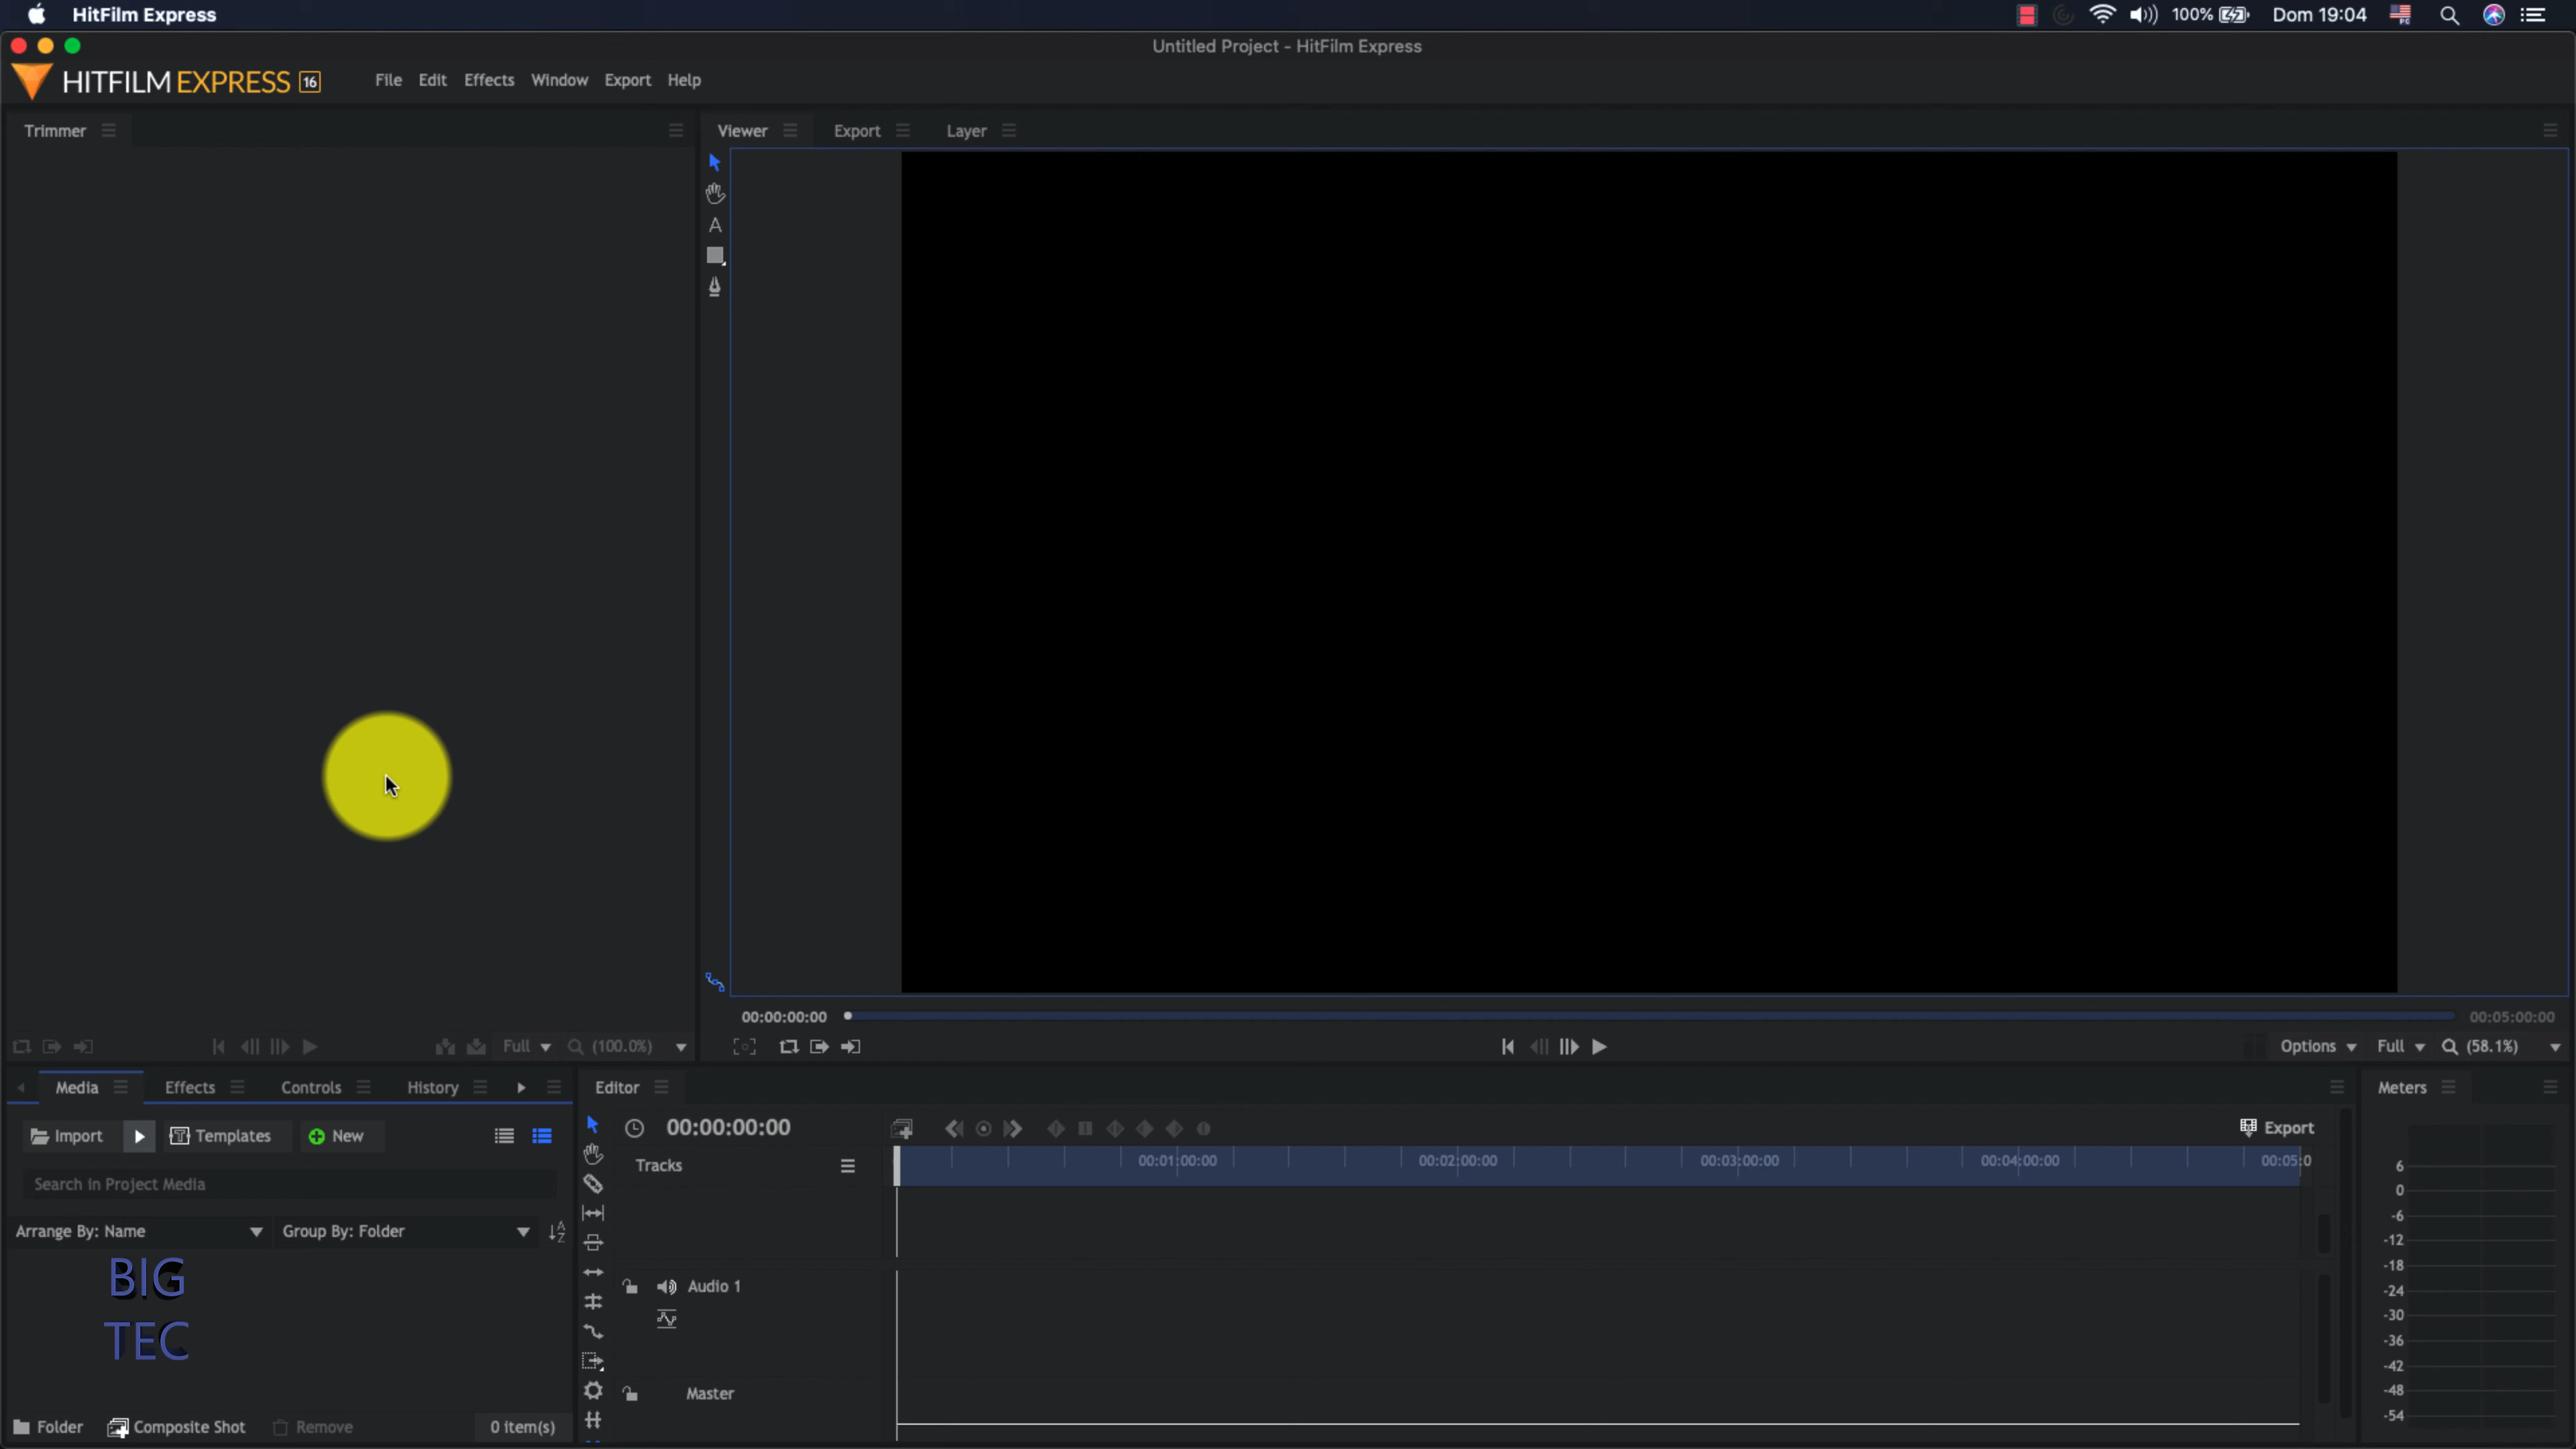 HitFilm Express
100%
Dom 19:04
Untitled Project - HitFilm Express
HITFILM EXPRESS 16
File Edit Effects Window Export Help
Trimmer
Viewer Export Layer
A
00:00:00:00
00:05:00:00
Full (100.0%)
Options Full (58.1%)
Media Effects Controls History
Editor
Meters
Import Templates New
00:00:00:00
Export
Tracks
00:01:00:00 00:02:00:00 00:03:00:00 00:04:00:00 00:05:0
Search in Project Media
Arrange By: Name Group By: Folder
BIG
TEC
Audio 1
Master
6
0
-6
-12
-18
-24
-30
-36
-42
-48
-54
Folder Composite Shot Remove 0 item(s)